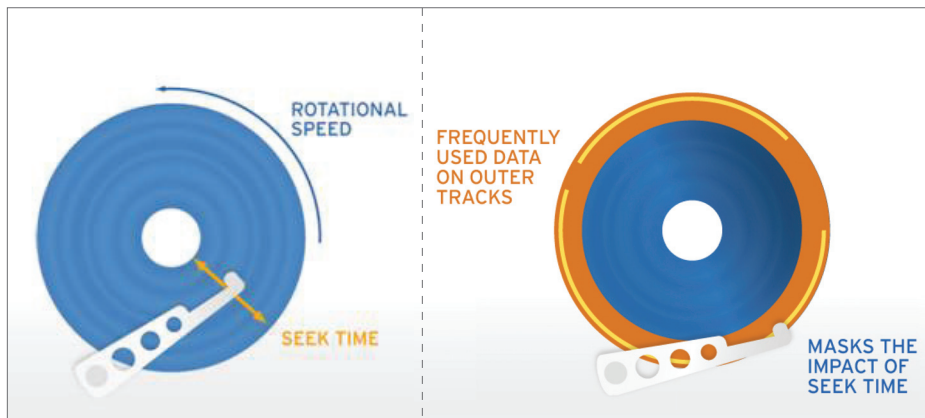 ROTATIONAL
SPEED
SEEK TIME
FREQUENTLY
USED DATA
ON OUTER
TRACKS
MASKS THE
IMPACT OF
SEEK TIME